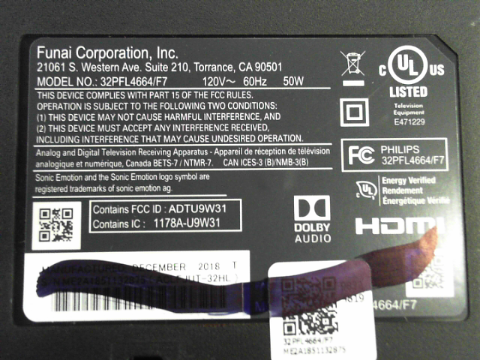 Funai Corporation, Inc.
21061 S. Western Ave. Suite 210, Torrance, CA 90501
MODEL NO.: 32PFL4664/F7 120V～ 60Hz 50W
THIS DEVICE COMPLIES WITH PART 15 OF THE FCC RULES.
OPERATION IS SUBJECT TO THE FOLLOWING TWO CONDITIONS:
(1) THIS DEVICE MAY NOT CAUSE HARMFUL INTERFERENCE, AND
(2) THIS DEVICE MUST ACCEPT ANY INTERFERENCE RECEIVED,
INCLUDING INTERFERENCE THAT MAY CAUSE UNDESIRED OPERATION.
Analog and Digital Television Receiving Apparatus - Appareil de réception de télévision
analogique et numérique, Canada BETS-7 / NTMR-7. CAN ICES-3 (B)/NMB-3(B)
Sonic Emotion and the Sonic Emotion logo symbol are
registered trademarks of sonic emotion ag.
Contains FCC ID : ADTU9W31
Contains IC : 1178A-U9W31
C UL US
LISTED
Television
Equipment
E471229
FC PHILIPS
32PFL4664/F7
UL
Energy Verified
Rendement
Énergétique Vérifié
DOLBY
AUDIO
HDMI
MANUFACTURED DECEMBER 2018 T
32PFL4664/F7